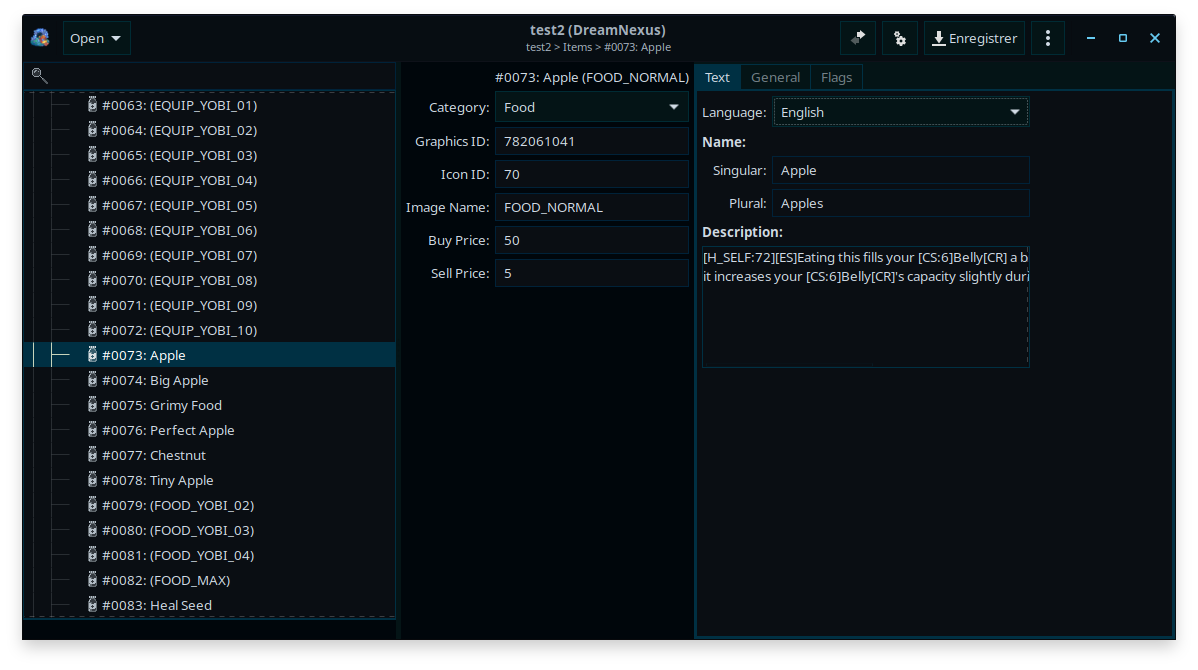 Open
test2 (DreamNexus)
test2 > Items > #0073: Apple
Enregistrer
#0063: (EQUIP_YOBI_01)
#0064: (EQUIP_YOBI_02)
#0065: (EQUIP_YOBI_03)
#0066: (EQUIP_YOBI_04)
#0067: (EQUIP_YOBI_05)
#0068: (EQUIP_YOBI_06)
#0069: (EQUIP_YOBI_07)
#0070: (EQUIP_YOBI_08)
#0071: (EQUIP_YOBI_09)
#0072: (EQUIP_YOBI_10)
#0073: Apple
#0074: Big Apple
#0075: Grimy Food
#0076: Perfect Apple
#0077: Chestnut
#0078: Tiny Apple
#0079: (FOOD_YOBI_02)
#0080: (FOOD_YOBI_03)
#0081: (FOOD_YOBI_04)
#0082: (FOOD_MAX)
#0083: Heal Seed
#0073: Apple (FOOD_NORMAL)
Category: Food
Graphics ID: 782061041
Icon ID: 70
Image Name: FOOD_NORMAL
Buy Price: 50
Sell Price: 5
Text General Flags
Language: English
Name:
Singular: Apple
Plural: Apples
Description:
[H_SELF:72][ES]Eating this fills your [CS:6]Belly[CR] a b
it increases your [CS:6]Belly[CR]'s capacity slightly duri